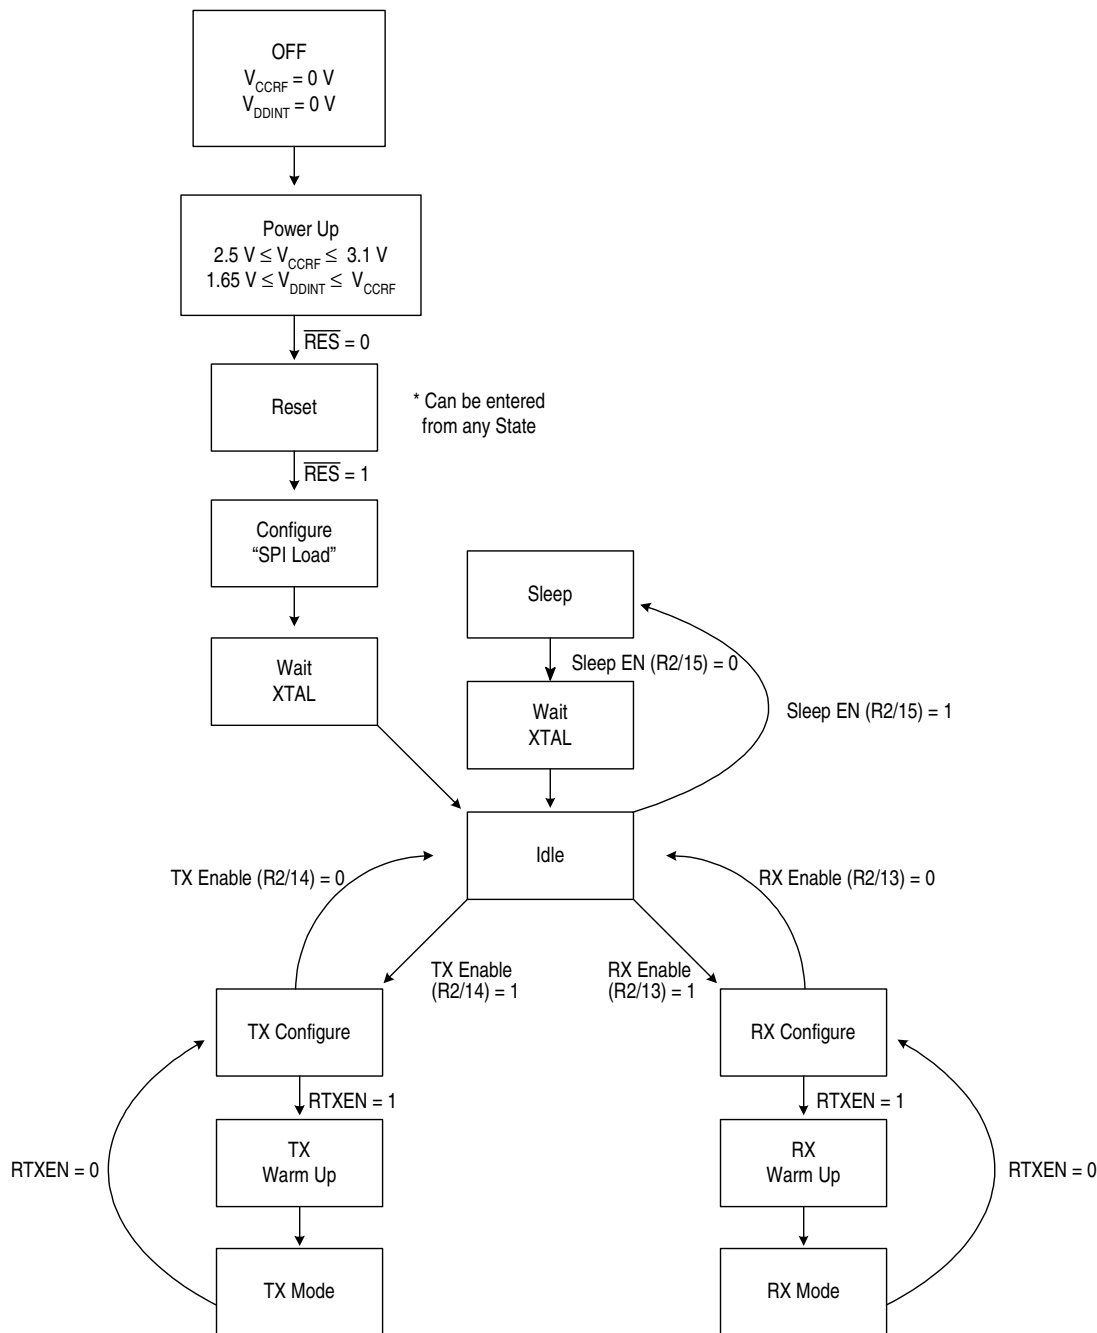 OFF
V_CCRF = 0 V
V_DDINT = 0 V
Power Up
2.5 V ≤ V_CCRF ≤ 3.1 V
1.65 V ≤ V_DDINT ≤ V_CCRF
R̅E̅S̅ = 0
Reset
* Can be entered
from any State
R̅E̅S̅ = 1
Configure
“SPI Load”
Sleep
Wait
XTAL
Sleep EN (R2/15) = 0
Wait
XTAL
Sleep EN (R2/15) = 1
Idle
TX Enable (R2/14) = 0
RX Enable (R2/13) = 0
TX Enable
(R2/14) = 1
RX Enable
(R2/13) = 1
TX Configure
RX Configure
RTXEN = 1
RTXEN = 1
TX
Warm Up
RX
Warm Up
RTXEN = 0
RTXEN = 0
TX Mode
RX Mode